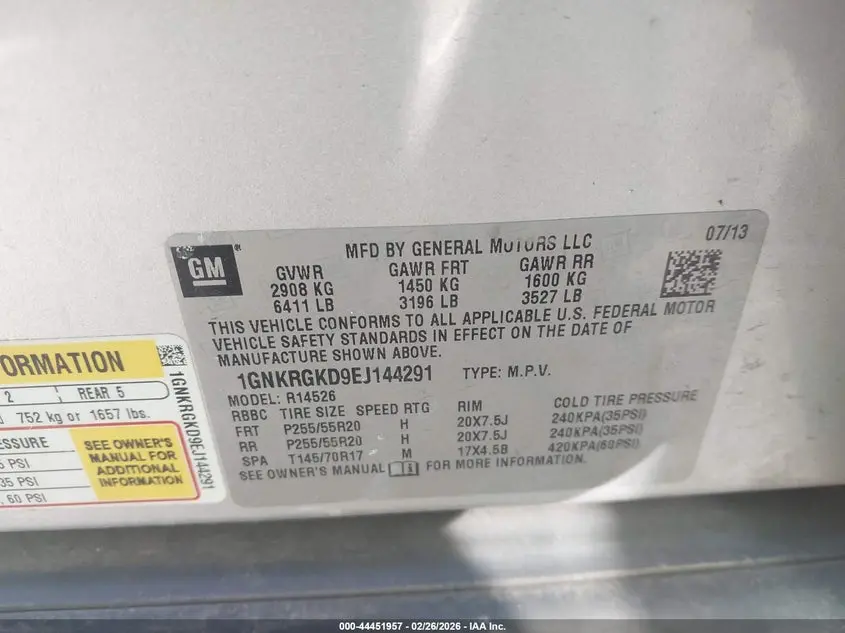 07/13
GM
MFD BY GENERAL MOTORS LLC
GVWR GAWR FRT GAWR RR
2908 KG 1450 KG 1600 KG
6411 LB 3196 LB 3527 LB
THIS VEHICLE CONFORMS TO ALL APPLICABLE U.S. FEDERAL MOTOR
VEHICLE SAFETY STANDARDS IN EFFECT ON THE DATE OF
MANUFACTURE SHOWN ABOVE.
1GNKRGKD9EJ144291 TYPE: M.P.V.
MODEL: R14526
RBBC TIRE SIZE SPEED RTG RIM COLD TIRE PRESSURE
FRT P255/55R20 H 20X7.5J 240KPA(35PSI)
RR P255/55R20 H 20X7.5J 240KPA(35PSI)
SPA T145/70R17 M 17X4.5B 420KPA(60PSI)
SEE OWNER'S MANUAL FOR MORE INFORMATION.
ORMATION
2 REAR 5
752 kg or 1657 lbs.
ESSURE
5 PSI
35 PSI
60 PSI
SEE OWNER'S
MANUAL FOR
ADDITIONAL
INFORMATION
1GNKRGKD9EJ144291
000-44451957 - 02/26/2026 - IAA Inc.